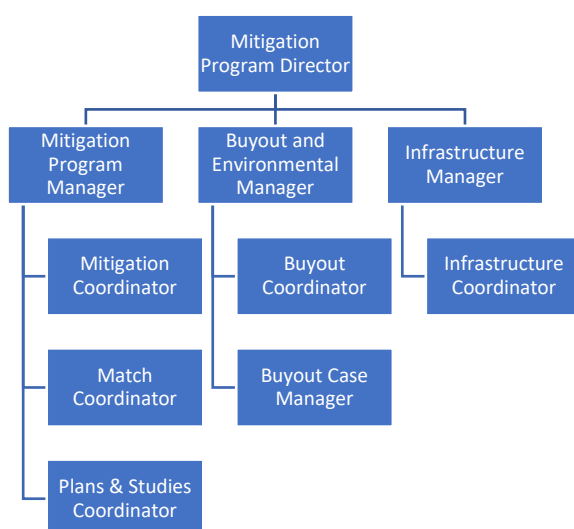 Mitigation
Program Director
Mitigation
Program
Manager
Buyout and
Environmental
Manager
Infrastructure
Manager
Mitigation
Coordinator
Buyout
Coordinator
Infrastructure
Coordinator
Match
Coordinator
Buyout Case
Manager
Plans & Studies
Coordinator